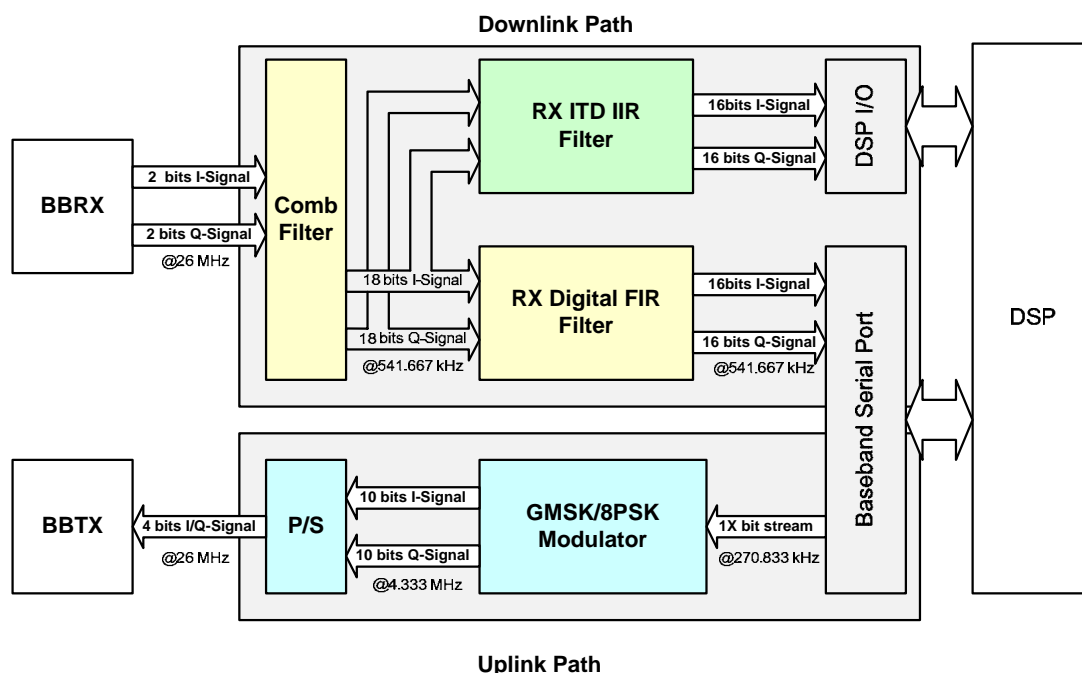 Downlink Path
BBRX
2 bits I-Signal
2 bits Q-Signal
@26 MHz
Comb
Filter
18 bits I-Signal
18 bits Q-Signal
@541.667 kHz
RX ITD IIR
Filter
16bits I-Signal
16 bits Q-Signal
DSP I/O
RX Digital FIR
Filter
16bits I-Signal
16 bits Q-Signal
@541.667 kHz
Baseband Serial Port
DSP
BBTX
4 bits I/Q-Signal
@26 MHz
P/S
10 bits I-Signal
10 bits Q-Signal
@4.333 MHz
GMSK/8PSK
Modulator
1X bit stream
@270.833 kHz
Uplink Path